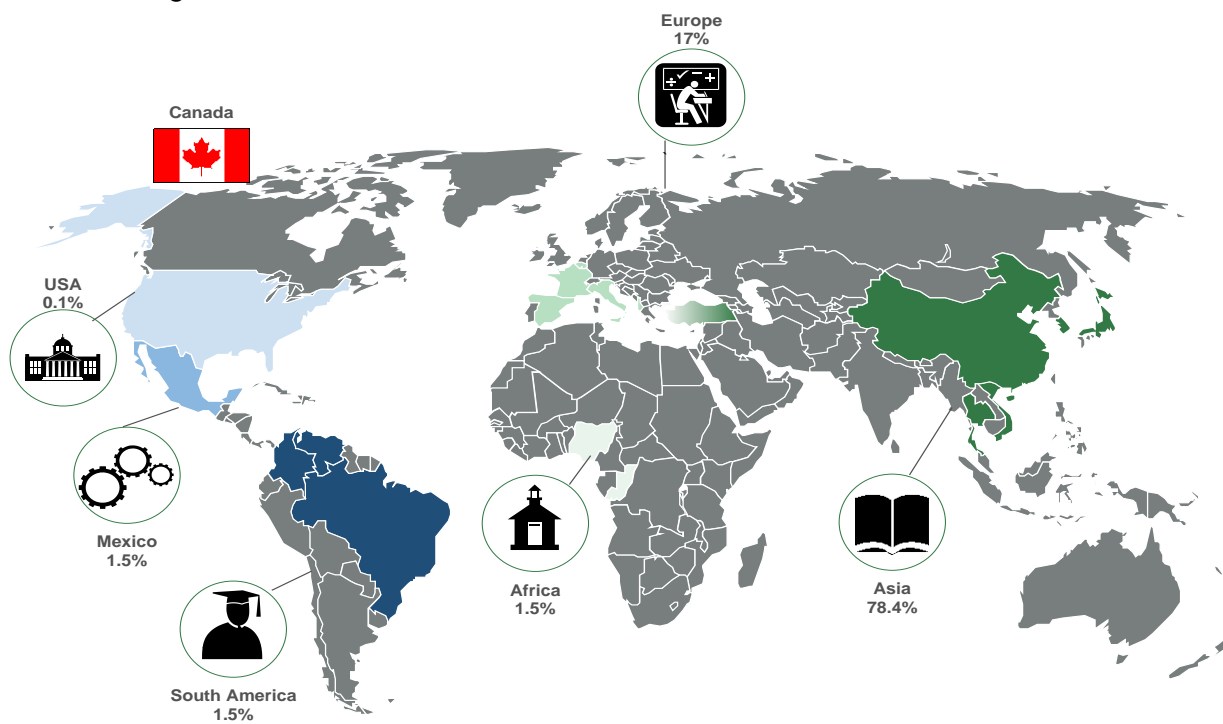 Europe
17%
Canada
USA
0.1%
Mexico
1.5%
Africa
1.5%
Asia
78.4%
South America
1.5%